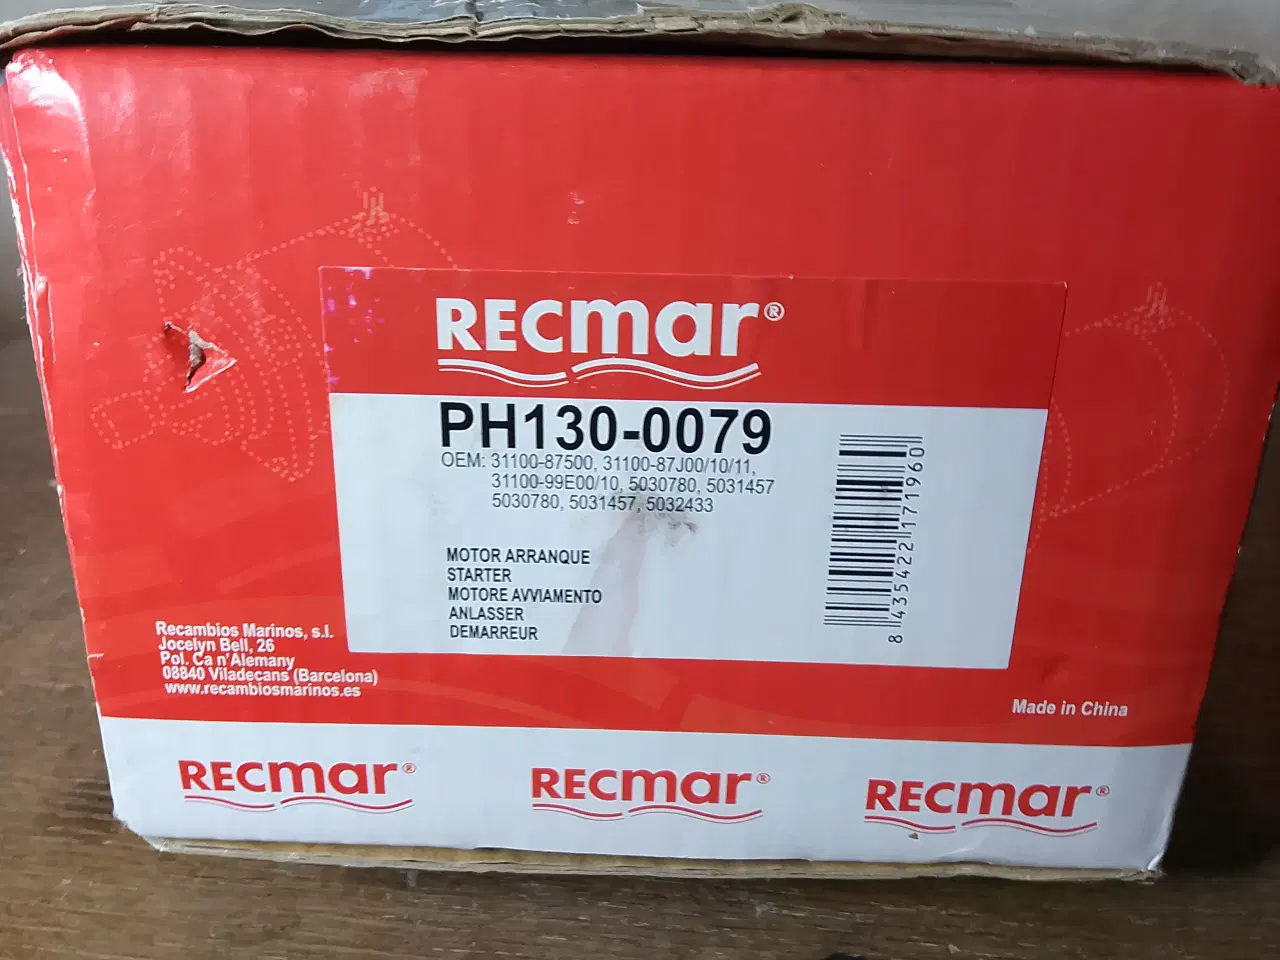 RECmar®
PH130-0079
OEM: 31100-87500, 31100-87J00/10/11,
31100-99E00/10, 5030780, 5031457
5030780, 5031457, 5032433
MOTOR ARRANQUE
STARTER
MOTORE AVVIAMENTO
ANLASSER
DEMARREUR
8 435422 171960
Recambios Marinos, s.l.
Jocelyn Bell, 26
Pol. Ca n'Alemany
08840 Viladecans (Barcelona)
www.recambiosmarinos.es
Made in China
RECmar®
RECmar®
RECmar®